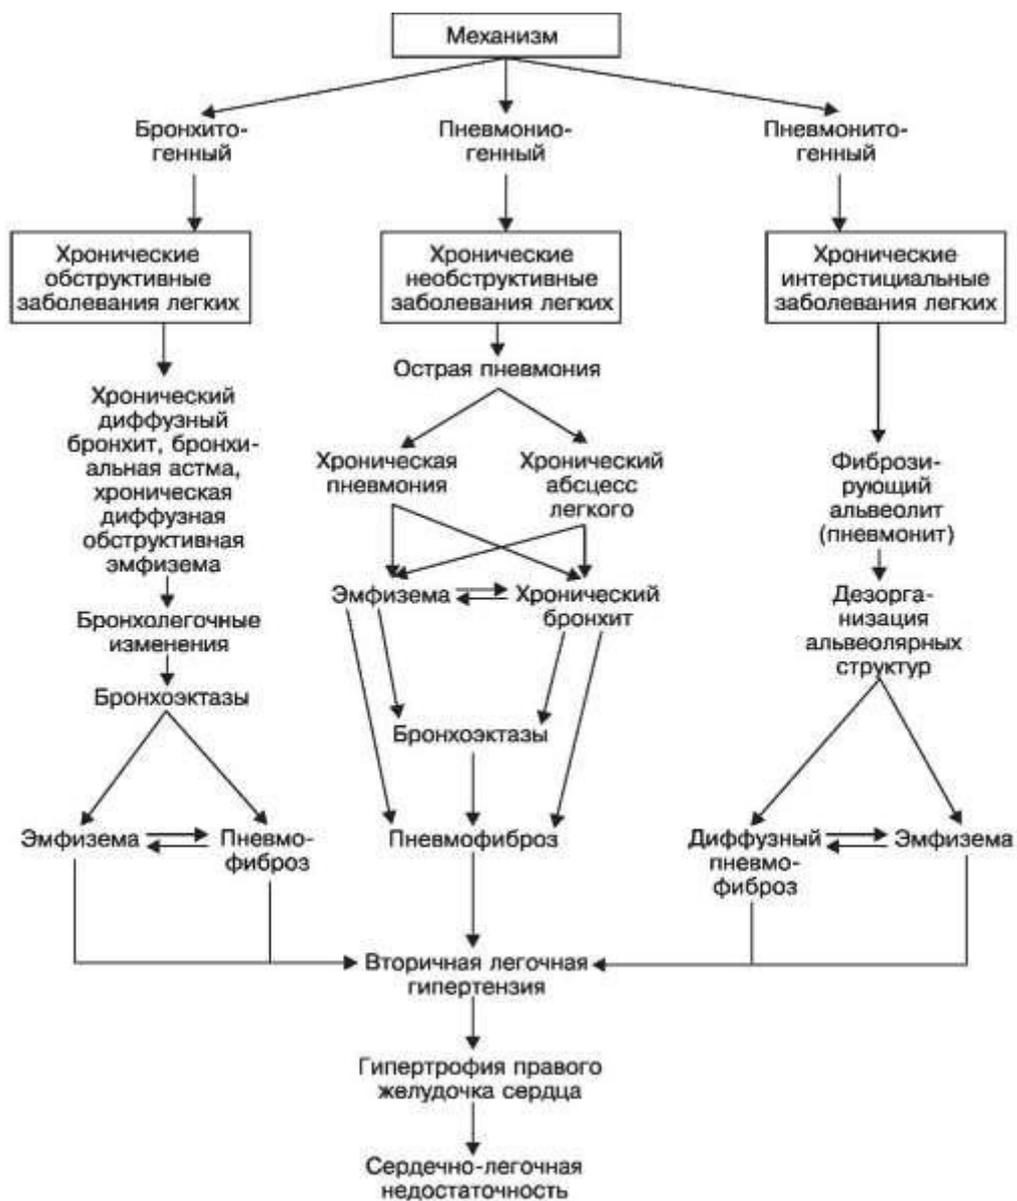 Механизм
Бронхито-
генный
Пневмонио-
генный
Пневмонито-
генный
Хронические
обструктивные
заболевания легких
Хронические
необструктивные
заболевания легких
Хронические
интерстициальные
заболевания легких
Хронический
диффузный
бронхит, бронхи-
альная астма,
хроническая
диффузная
обструктивная
эмфизема
Бронхолегочные
изменения
Бронхоэктазы
Эмфизема
Пневмо-
фиброз
Острая пневмония
Хроническая
пневмония
Хронический
абсцесс
легкого
Эмфизема
Хронический
бронхит
Бронхоэктазы
Пневмофиброз
Фиброзі-
рующий
альвеолит
(пневмонит)
Дезорга-
низация
альвеолярных
структур
Диффузный
пневмо-
фиброз
Эмфизема
Вторичная легочная
гипертензия
Гипертрофия правого
желудочка сердца
Сердечно-легочная
недостаточность